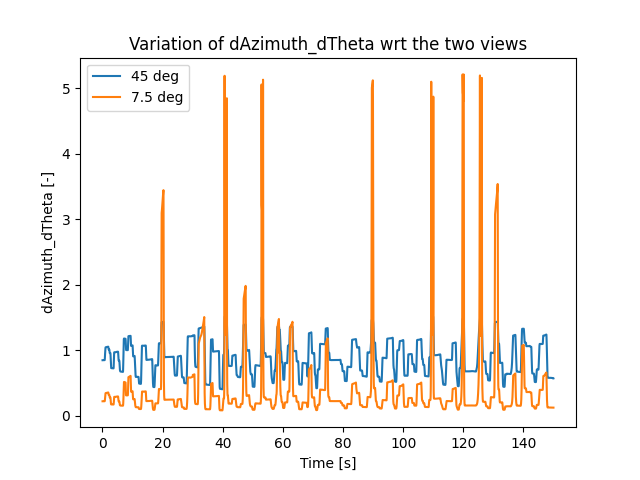 Variation of dAzimuth_dTheta wrt the two views
45 deg
7.5 deg
dAzimuth_dTheta [-]
5
4
3
2
1
0
0 20 40 60 80 100 120 140
Time [s]